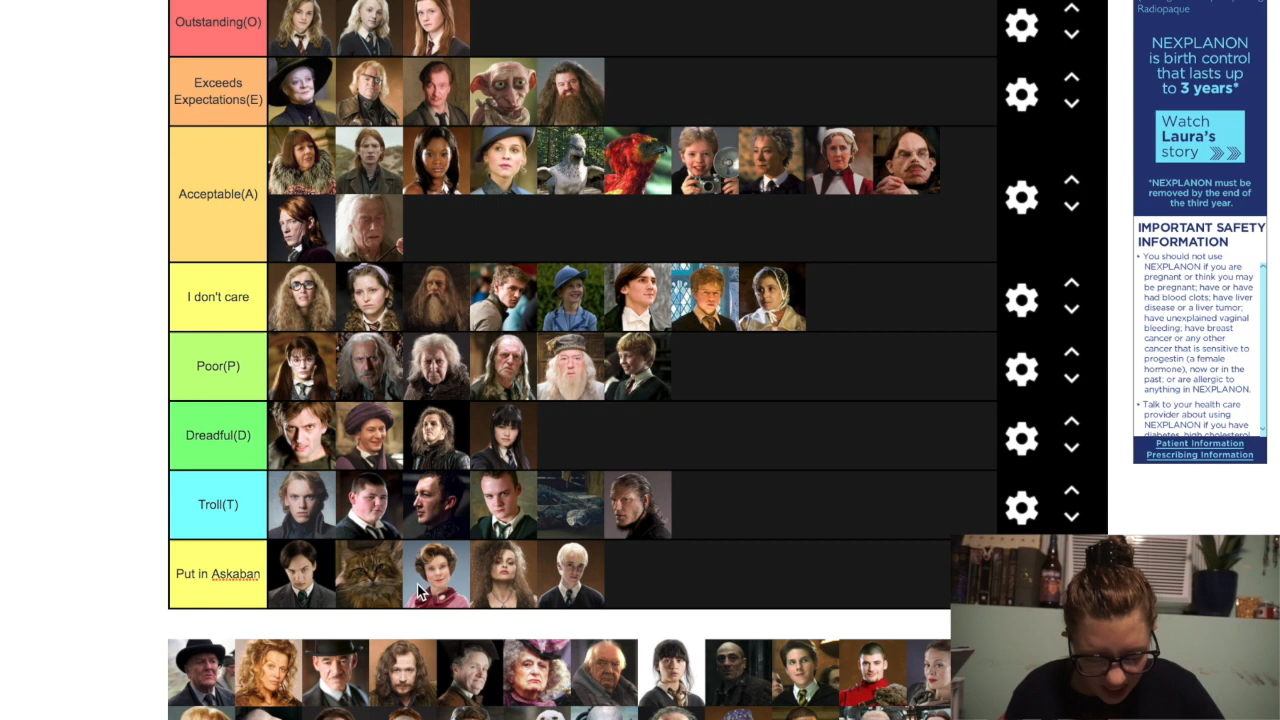 Radiopaque
Outstanding(O)
NEXPLANON
is birth control
that lasts up
to 3 years*
Watch
Laura's
story
*NEXPLANON must be
removed by the end of
the third year.
Exceeds
Expectations(E)
Acceptable(A)
IMPORTANT SAFETY
INFORMATION
• You should not use
NEXPLANON if you are
pregnant or think you may
be pregnant; have or have
had blood clots; have liver
disease or a liver tumor;
have unexplained vaginal
bleeding; have breast
cancer or any other
cancer that is sensitive to
progestin (a female
hormone), now or in the
past; or are allergic to
anything in NEXPLANON.
• Talk to your health care
provider about using
NEXPLANON if you have
diabetes, high cholesterol
Patient Information
Prescribing Information
I don't care
Poor(P)
Dreadful(D)
Troll(T)
Put in Askaban